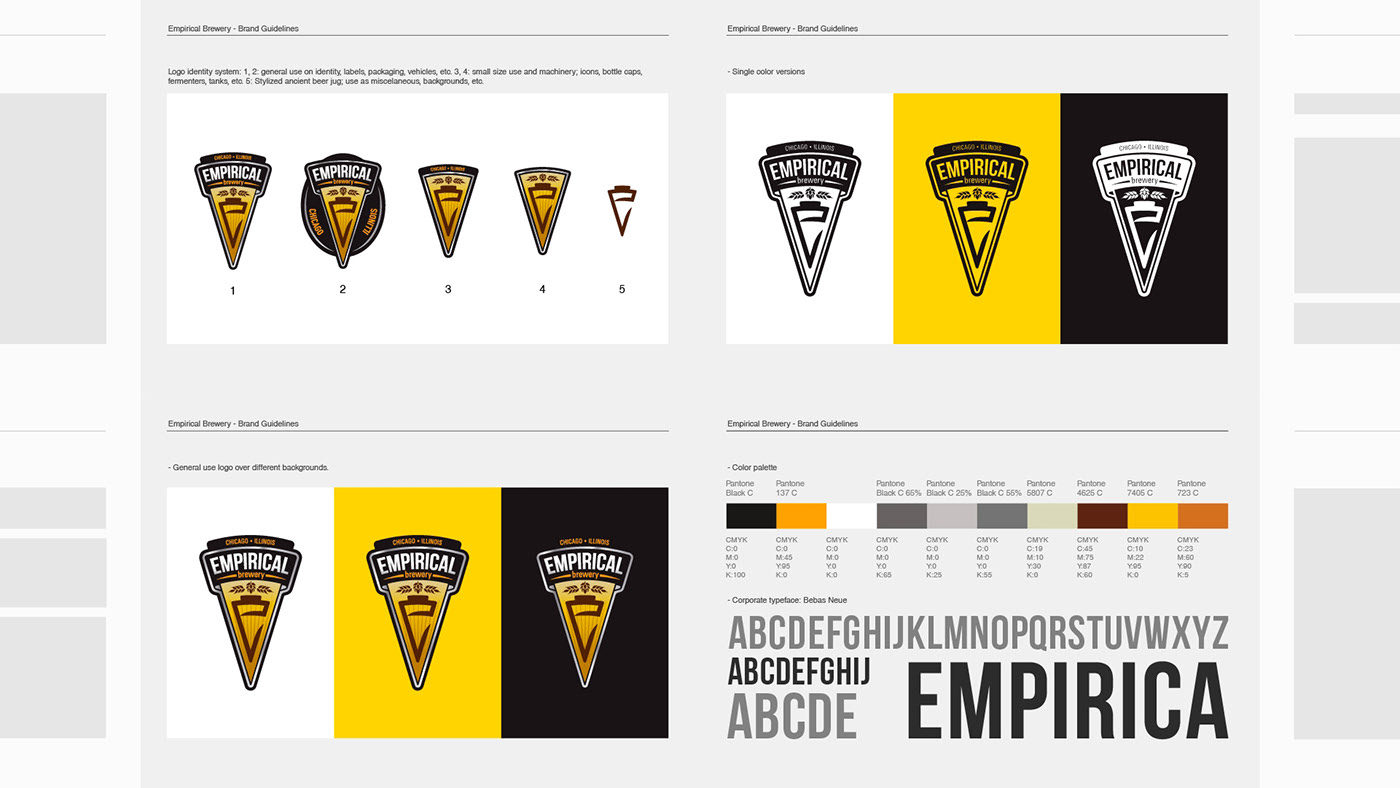 Empirical Brewery - Brand Guidelines
Logo identity system: 1, 2: general use on identity, labels, packaging, vehicles, etc. 3, 4: small size use and machinery; icons, bottle caps,
fermenters, tanks, etc. 5: Stylized ancient beer jug; use as miscelaneous, backgrounds, etc.
CHICAGO • ILLINOIS
EMPIRICAL
brewery
CHICAGO • ILLINOIS
EMPIRICAL
brewery
CHICAGO
ILLINOIS
CHICAGO • ILLINOIS
1
2
3
4
5
Empirical Brewery - Brand Guidelines
- Single color versions
CHICAGO • ILLINOIS
EMPIRICAL
brewery
CHICAGO • ILLINOIS
EMPIRICAL
brewery
CHICAGO • ILLINOIS
EMPIRICAL
brewery
Empirical Brewery - Brand Guidelines
- General use logo over different backgrounds.
CHICAGO • ILLINOIS
EMPIRICAL
brewery
CHICAGO • ILLINOIS
EMPIRICAL
brewery
CHICAGO • ILLINOIS
EMPIRICAL
brewery
Empirical Brewery - Brand Guidelines
- Color palette
Pantone Pantone Pantone Pantone Pantone Pantone Pantone Pantone Pantone
Black C 137 C Black C 65% Black C 25% Black C 55% 5807 C 4625 C 7405 C 723 C
CMYK CMYK CMYK CMYK CMYK CMYK CMYK CMYK CMYK CMYK
C:0 C:0 C:0 C:0 C:0 C:0 C:19 C:45 C:10 C:23
M:0 M:45 M:0 M:0 M:0 M:0 M:10 M:75 M:22 M:60
Y:0 Y:95 Y:0 Y:0 Y:0 Y:0 Y:30 Y:87 Y:95 Y:90
K:100 K:0 K:0 K:65 K:25 K:55 K:0 K:60 K:0 K:5
- Corporate typeface: Bebas Neue
ABCDEFGHIJKLMNOPQRSTUVWXYZ
ABCDEFGHIJ
ABCDE
EMPIRICA